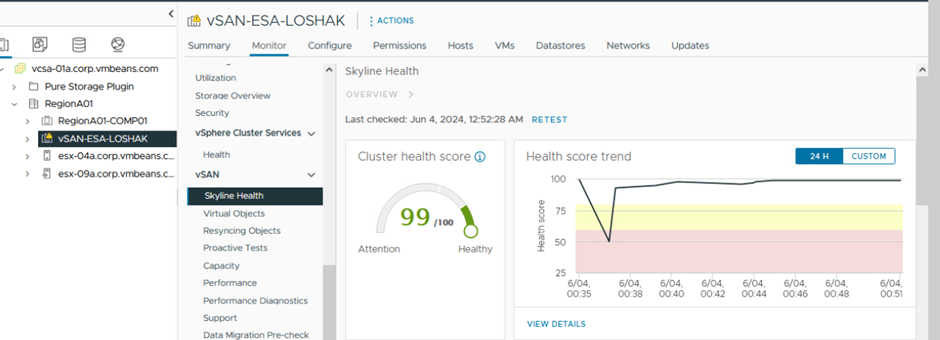 vSAN-ESA-LOSHAK
ACTIONS
Summary
Monitor
Configure
Permissions
Hosts
VMs
Datastores
Networks
Updates
vcsa-01a.corp.vmbeans.com
Pure Storage Plugin
RegionA01
RegionA01-COMP01
vSAN-ESA-LOSHAK
esx-04a.corp.vmbeans.c...
esx-09a.corp.vmbeans.c...
Utilization
Storage Overview
Security
vSphere Cluster Services
Health
vSAN
Skyline Health
Virtual Objects
Resyncing Objects
Proactive Tests
Capacity
Performance
Performance Diagnostics
Support
Data Migration Pre-check
Skyline Health
OVERVIEW
Last checked: Jun 4, 2024, 12:52:28 AM RETEST
Cluster health score
99 /100
Attention
Healthy
Health score trend
24 H
CUSTOM
Health score
100
75
50
25
6/04, 00:35
6/04, 00:38
6/04, 00:40
6/04, 00:42
6/04, 00:44
6/04, 00:46
6/04, 00:48
6/04, 00:51
VIEW DETAILS